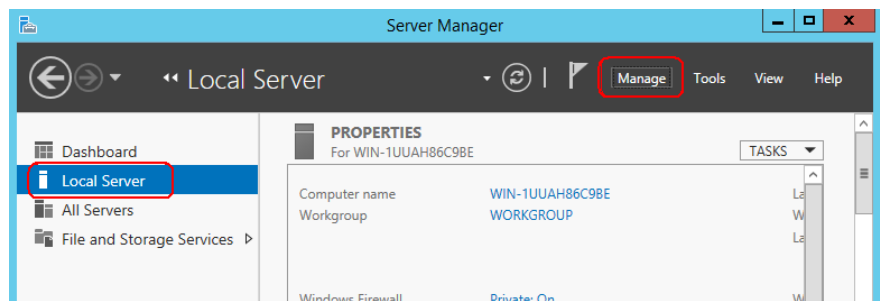 Server Manager
Local Server
Manage Tools View Help
Dashboard
Local Server
All Servers
File and Storage Services
PROPERTIES
For WIN-1UUAH86C9BE
TASKS
Computer name WIN-1UUAH86C9BE
Workgroup WORKGROUP
Windows Firewall Private: On